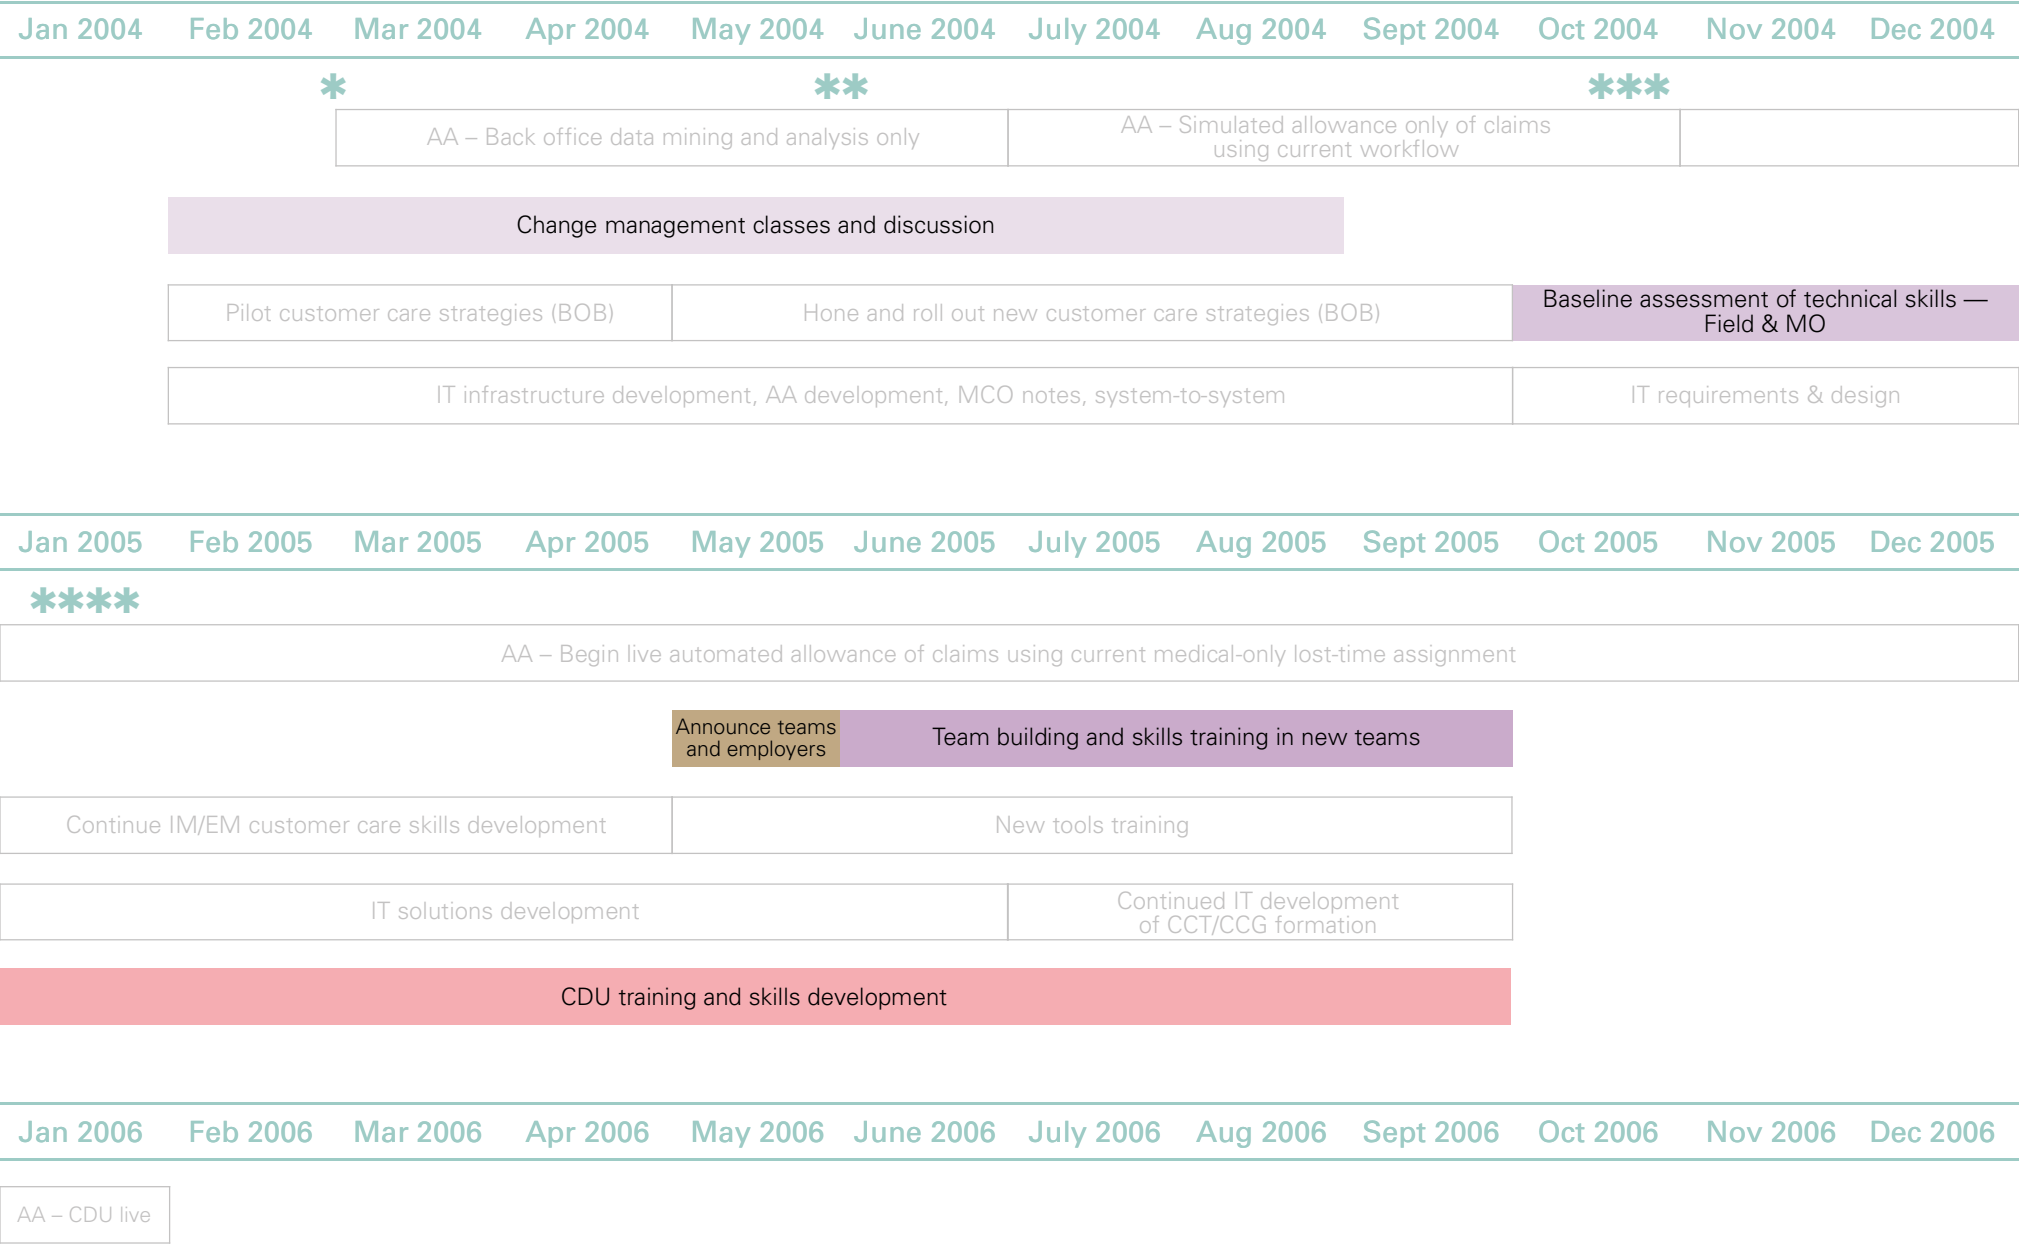 Jan 2004 Feb 2004 Mar 2004 Apr 2004 May 2004 June 2004 July 2004 Aug 2004 Sept 2004 Oct 2004 Nov 2004 Dec 2004
* ** ***
AA – Back office data mining and analysis only
AA – Simulated allowance only of claims
using current workflow
Change management classes and discussion
Pilot customer care strategies (BOB)
Hone and roll out new customer care strategies (BOB)
Baseline assessment of technical skills —
Field & MO
IT infrastructure development, AA development, MCO notes, system-to-system
IT requirements & design
Jan 2005 Feb 2005 Mar 2005 Apr 2005 May 2005 June 2005 July 2005 Aug 2005 Sept 2005 Oct 2005 Nov 2005 Dec 2005
****
AA – Begin live automated allowance of claims using current medical-only lost-time assignment
Announce teams
and employers
Team building and skills training in new teams
Continue IM/EM customer care skills development
New tools training
IT solutions development
Continued IT development
of CCT/CCG formation
CDU training and skills development
Jan 2006 Feb 2006 Mar 2006 Apr 2006 May 2006 June 2006 July 2006 Aug 2006 Sept 2006 Oct 2006 Nov 2006 Dec 2006
AA – CDU live